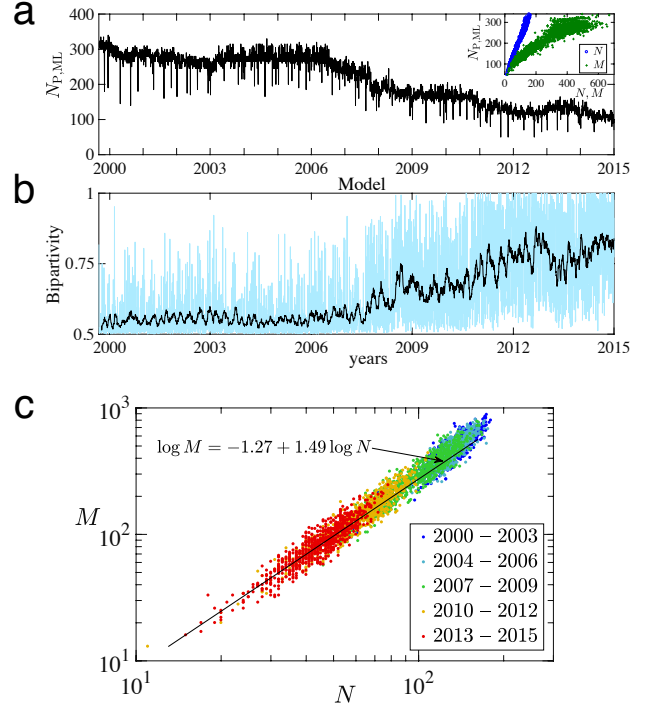 a
400
300
200
100
0
N_P,ML
2000 2003 2006 2009 2012 2015
Model
N_P,ML
300
200
100
0 200 400 600
N, M
N
M
b
1
0.75
0.5
Bipartivity
2000 2003 2006 2009 2012 2015
years
c
10^3
10^2
10^1
M
log M = −1.27 + 1.49 log N
2000 − 2003
2004 − 2006
2007 − 2009
2010 − 2012
2013 − 2015
10^1 10^2
N